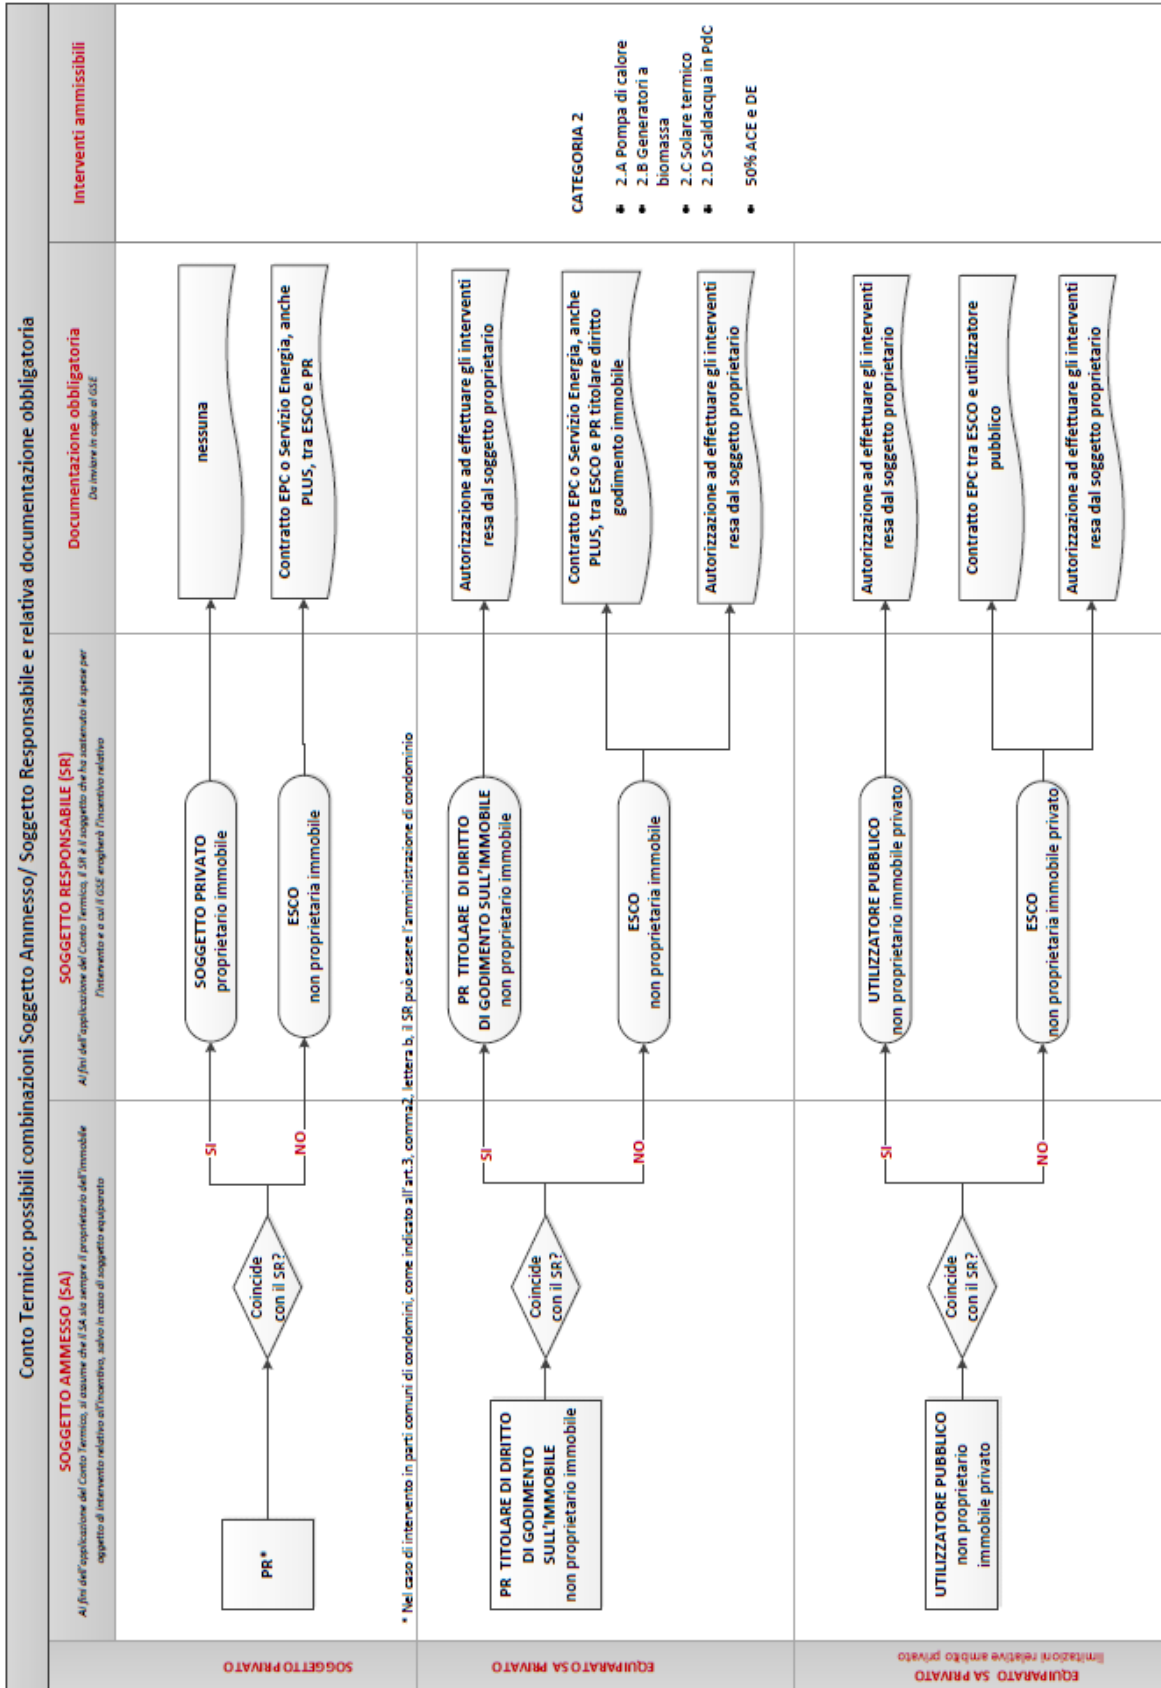 Conto Termico: possibili combinazioni Soggetto Ammesso/ Soggetto Responsabile e relativa documentazione obbligatoria
SOGGETTO AMMESSO (SA)
Ai fini dell'applicazione del Conto Termico, si assume che il SA sia sempre il proprietario dell'immobile
oggetto di intervento relativo all'incentivo, salvo in caso di soggetto equiparato
SOGGETTO RESPONSABILE (SR)
Ai fini dell'applicazione del Conto Termico, il SR è il soggetto che ha sostenuto le spese per
l'intervento e a cui il GSE erogherà l'incentivo relativo
Documentazione obbligatoria
Da inviare in copia al GSE
Interventi ammissibili
SOGGETTO PRIVATO
PR*
Coincide
con il SR?
SI
NO
SOGGETTO PRIVATO
proprietario immobile
ESCO
non propria immobile
nessuna
Contratto EPC o Servizio Energia, anche
PLUS, tra ESCO e PR
* Nel caso di intervento in parti comuni di condomini, come indicato all'art.3, comma2, lettera b, il SR può essere l'amministrazione di condominio
EQUIPARATO SA PRIVATO
PR TITOLARE DI DIRITTO
DI GODIMENTO
SULL'IMMOBILE
non proprietario immobile
Coincide
con il SR?
SI
NO
PR TITOLARE DI DIRITTO
DI GODIMENTO SULL'IMMOBILE
non proprietario immobile
ESCO
non proprietaria immobile
Autorizzazione ad effettuare gli interventi
resa dal soggetto proprietario
Contratto EPC o Servizio Energia, anche
PLUS, tra ESCO e PR titolare diritto
godimento immobile
Autorizzazione ad effettuare gli interventi
resa dal soggetto proprietario
CATEGORIA 2
• 2.A Pompa di calore
• 2.B Generatori a
biomassa
• 2.C Solare termico
• 2.D Scaldacqua in PdC
• 50% ACE e DE
EQUIPARATO SA PRIVATO
limitazioni relative ambito privato
UTILIZZATORE PUBBLICO
non proprietario
immobile privato
Coincide
con il SR?
SI
NO
UTILIZZATORE PUBBLICO
non proprietario immobile privato
ESCO
non proprietaria immobile privato
Autorizzazione ad effettuare gli interventi
resa dal soggetto proprietario
Contratto EPC tra ESCO e utilizzatore
pubblico
Autorizzazione ad effettuare gli interventi
resa dal soggetto proprietario